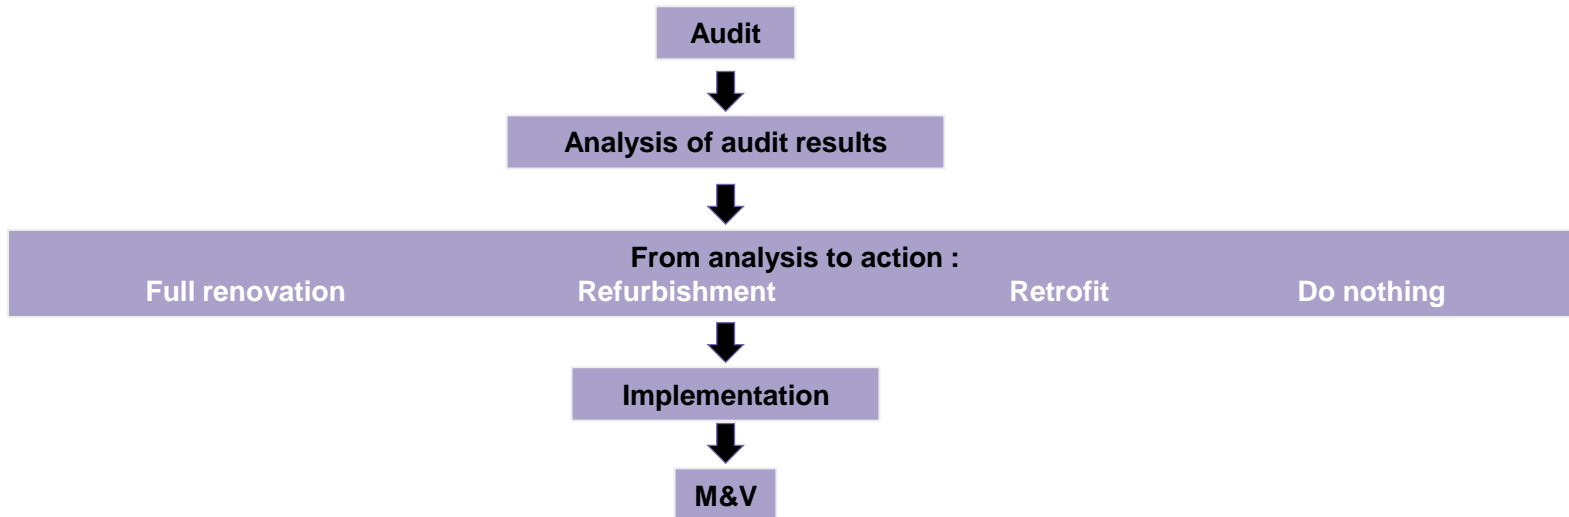 Audit
Analysis of audit results
From analysis to action :
Full renovation Refurbishment Retrofit Do nothing
Implementation
M&V